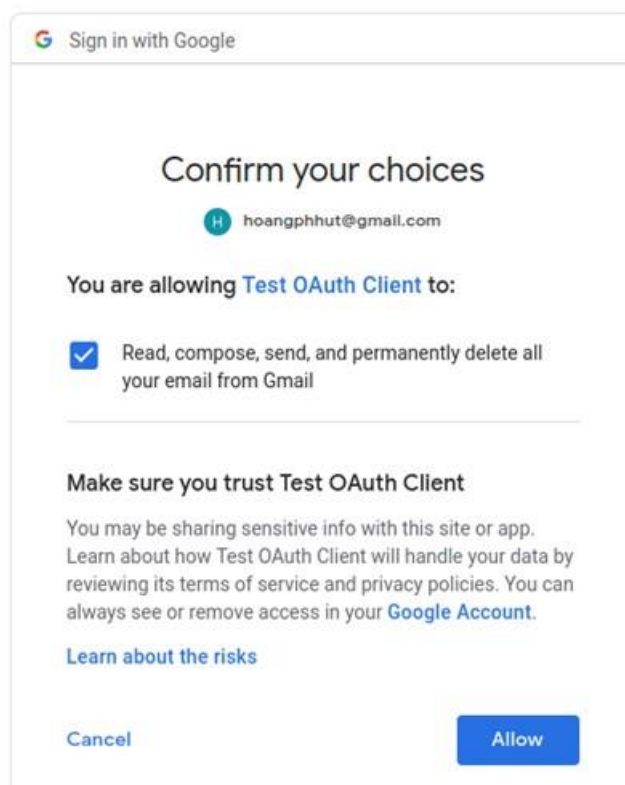 Sign in with Google
Confirm your choices
H hoangphhut@gmail.com
You are allowing Test OAuth Client to:
Read, compose, send, and permanently delete all
your email from Gmail
Make sure you trust Test OAuth Client
You may be sharing sensitive info with this site or app.
Learn about how Test OAuth Client will handle your data by
reviewing its terms of service and privacy policies. You can
always see or remove access in your Google Account.
Learn about the risks
Cancel Allow